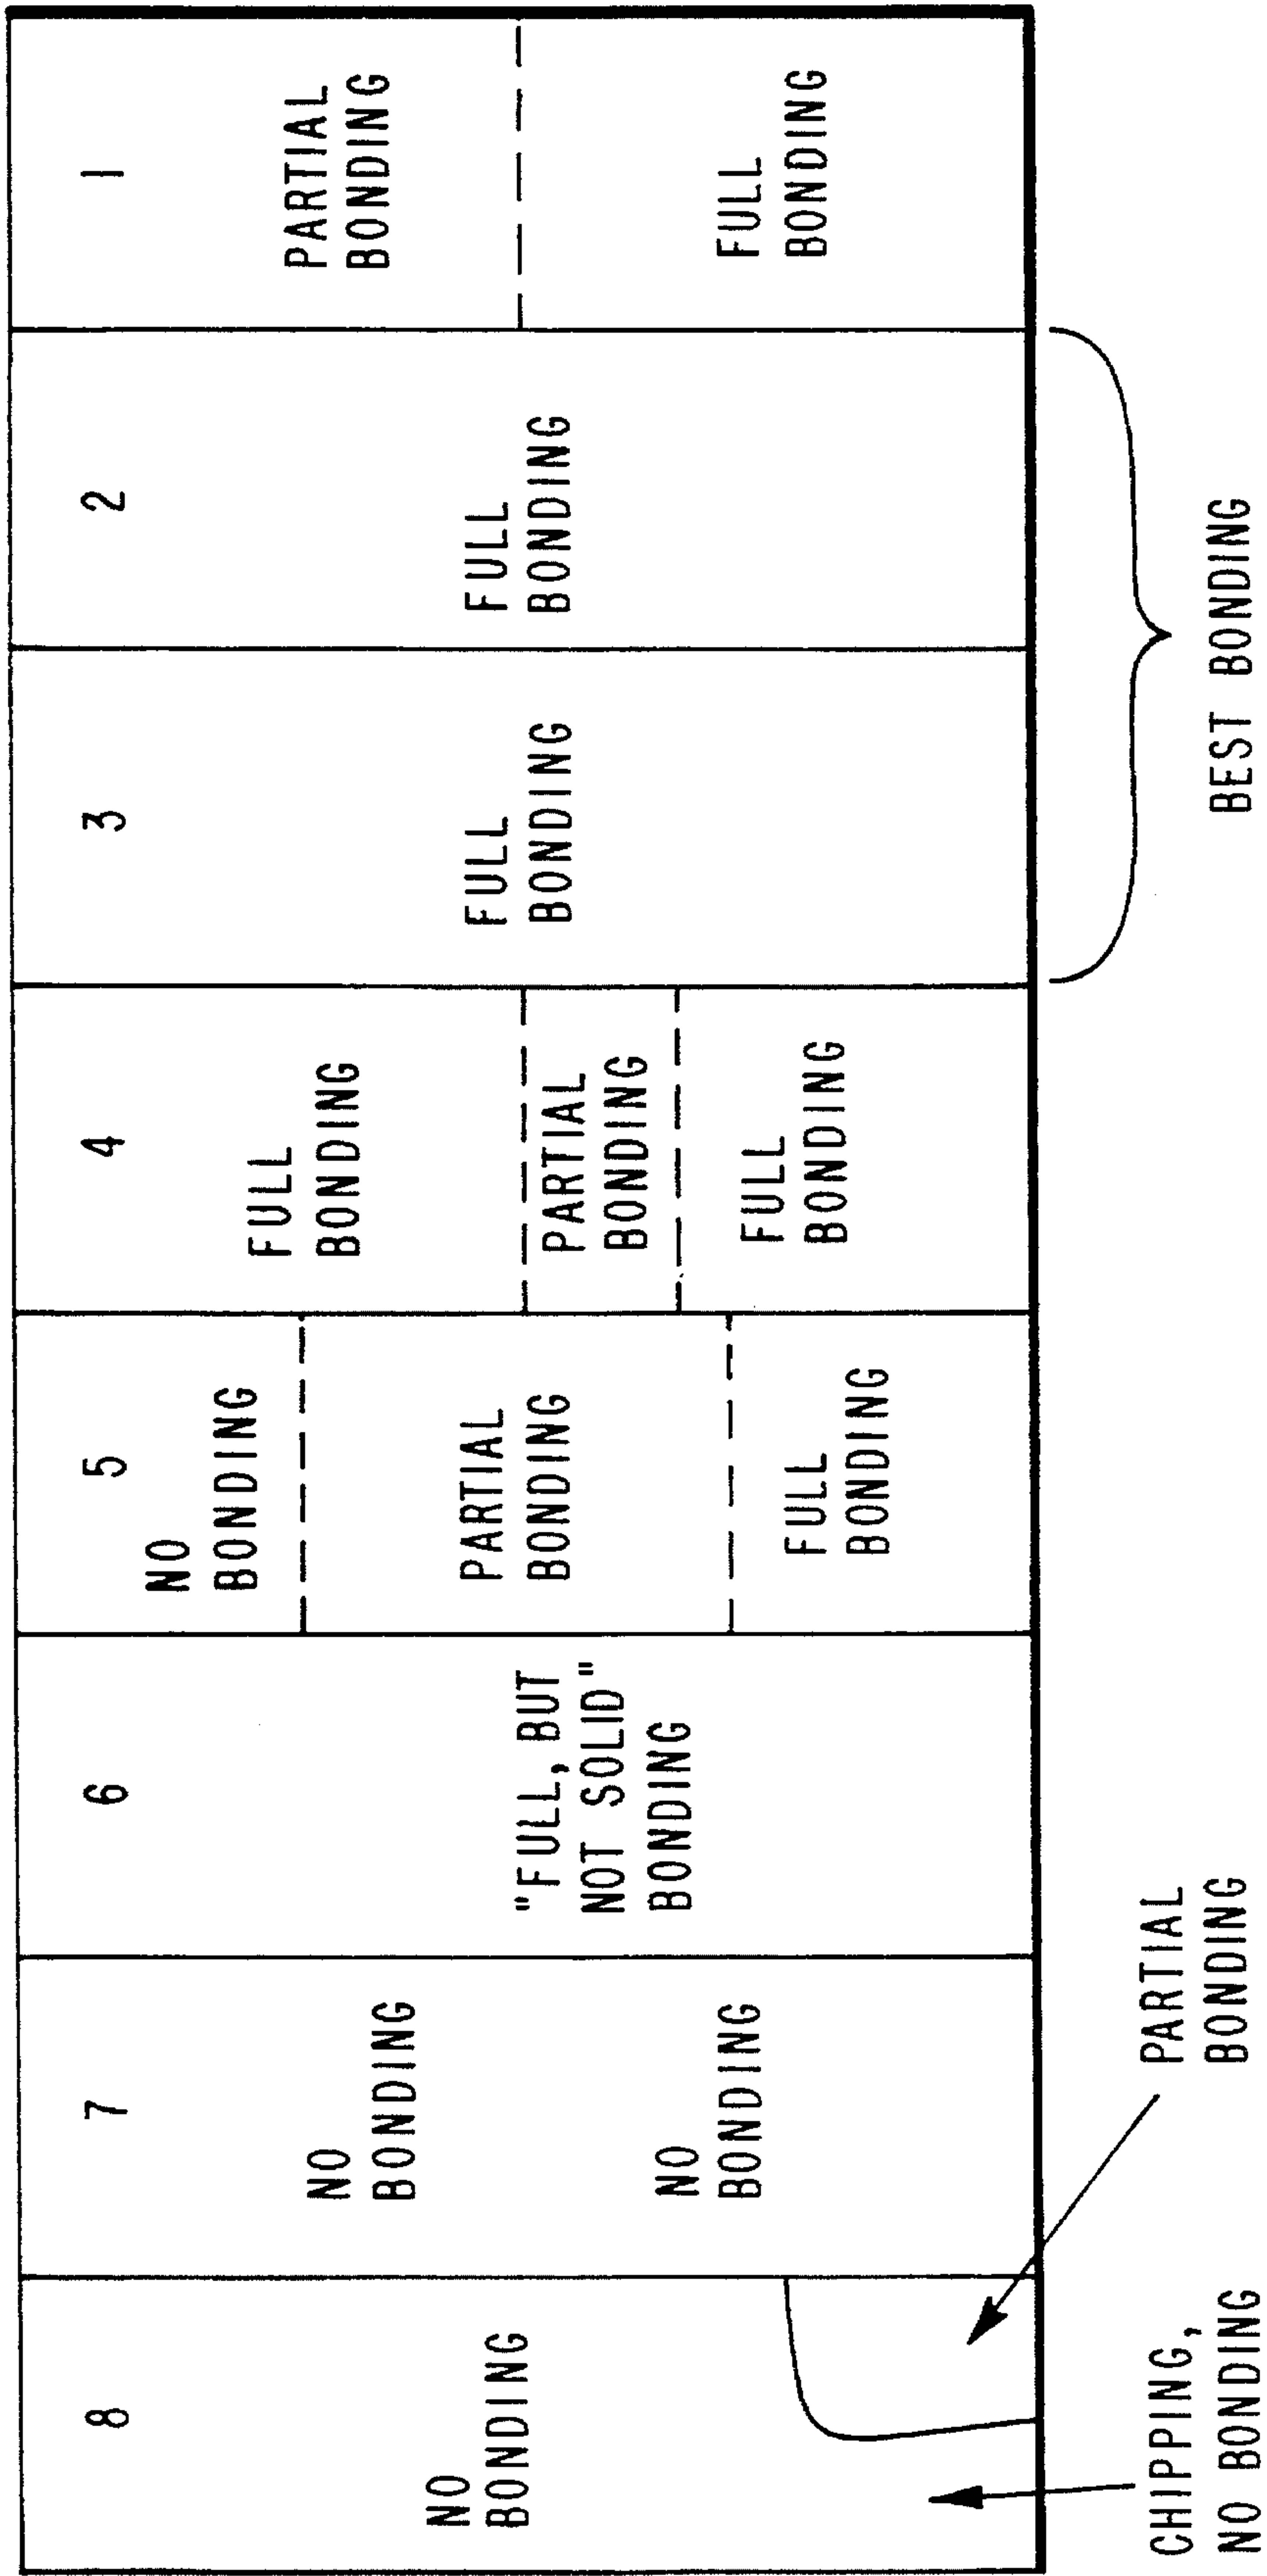 8
NO
BONDING
CHIPPING,
NO BONDING
PARTIAL
BONDING
7
NO
BONDING
NO
BONDING
6
"FULL, BUT
NOT SOLID"
BONDING
5
NO
BONDING
PARTIAL
BONDING
FULL
BONDING
4
FULL
BONDING
PARTIAL
BONDING
FULL
BONDING
3
FULL
BONDING
2
FULL
BONDING
BEST BONDING
1
PARTIAL
BONDING
FULL
BONDING